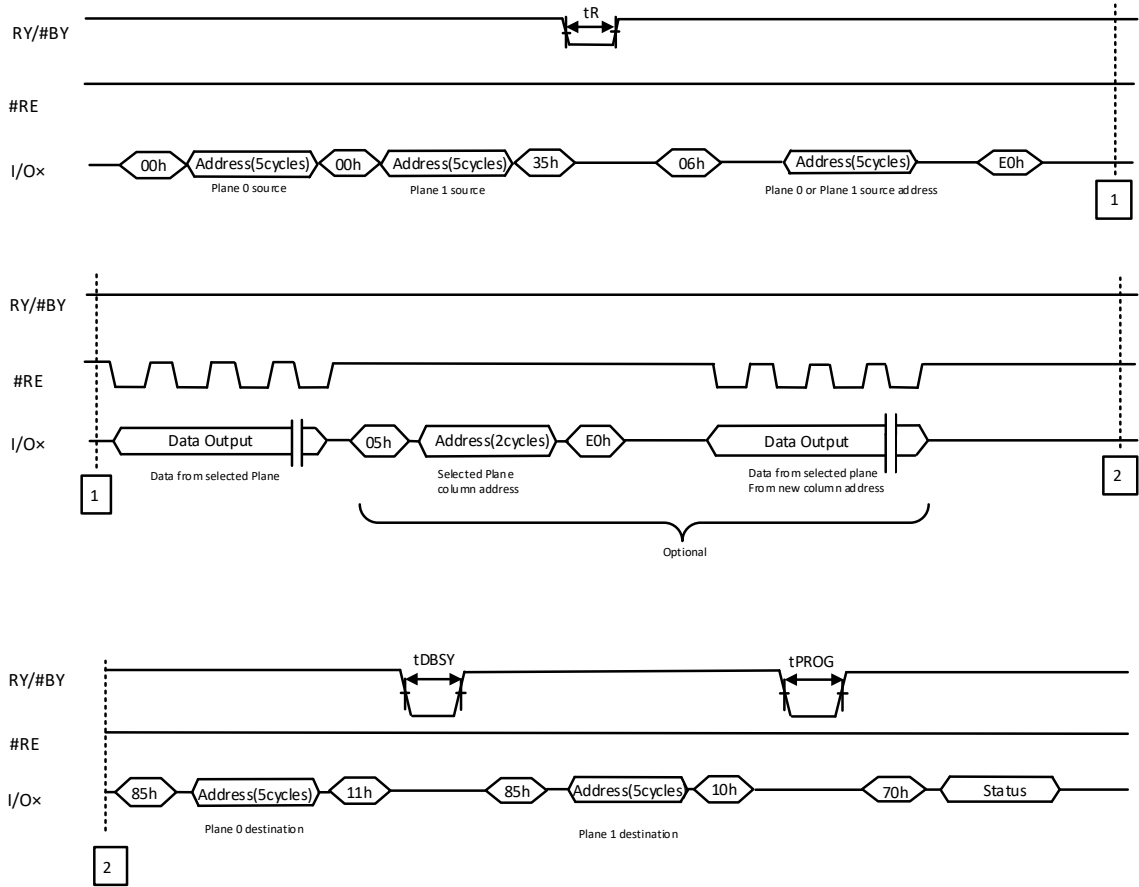 tR
RY/#BY
#RE
I/O×
00h
Address(5cycles)
00h
Address(5cycles)
35h
06h
Address(5cycles)
E0h
Plane 0 source
Plane 1 source
Plane 0 or Plane 1 source address
1
RY/#BY
#RE
I/O×
Data Output
05h
Address(2cycles)
E0h
Data Output
Data from selected Plane
Selected Plane
column address
Data from selected plane
From new column address
1
2
Optional
tDBSY
tPROG
RY/#BY
#RE
I/O×
85h
Address(5cycles)
11h
85h
Address(5cycles
10h
70h
Status
Plane 0 destination
Plane 1 destination
2